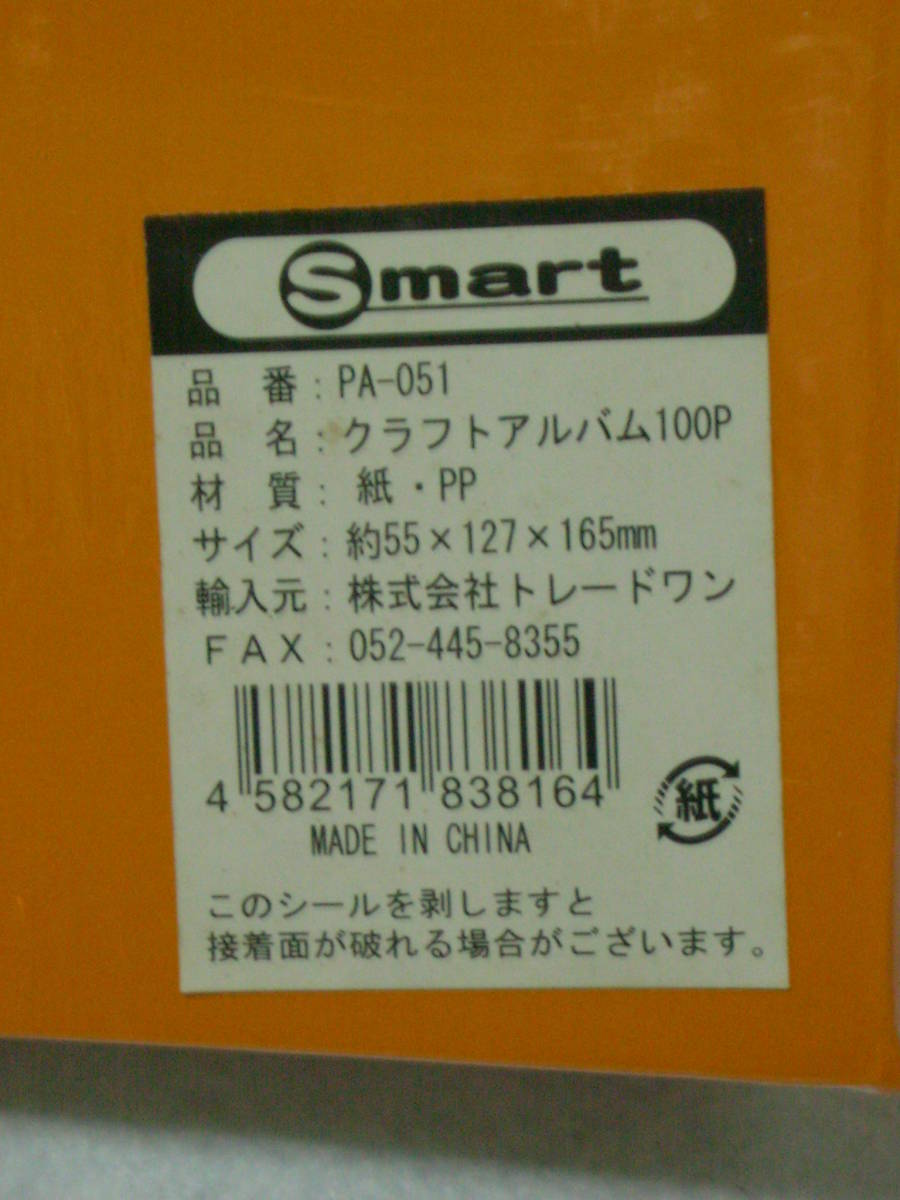 Smart
品 番：PA-051
品 名：クラフトアルバム100P
材 質：紙・PP
サイズ：約55×127×165mm
輸入元：株式会社トレードワン
ＦＡＸ：052-445-8355
4 582171 838164
紙
MADE IN CHINA
このシールを剥しますと
接着面が破れる場合がございます。